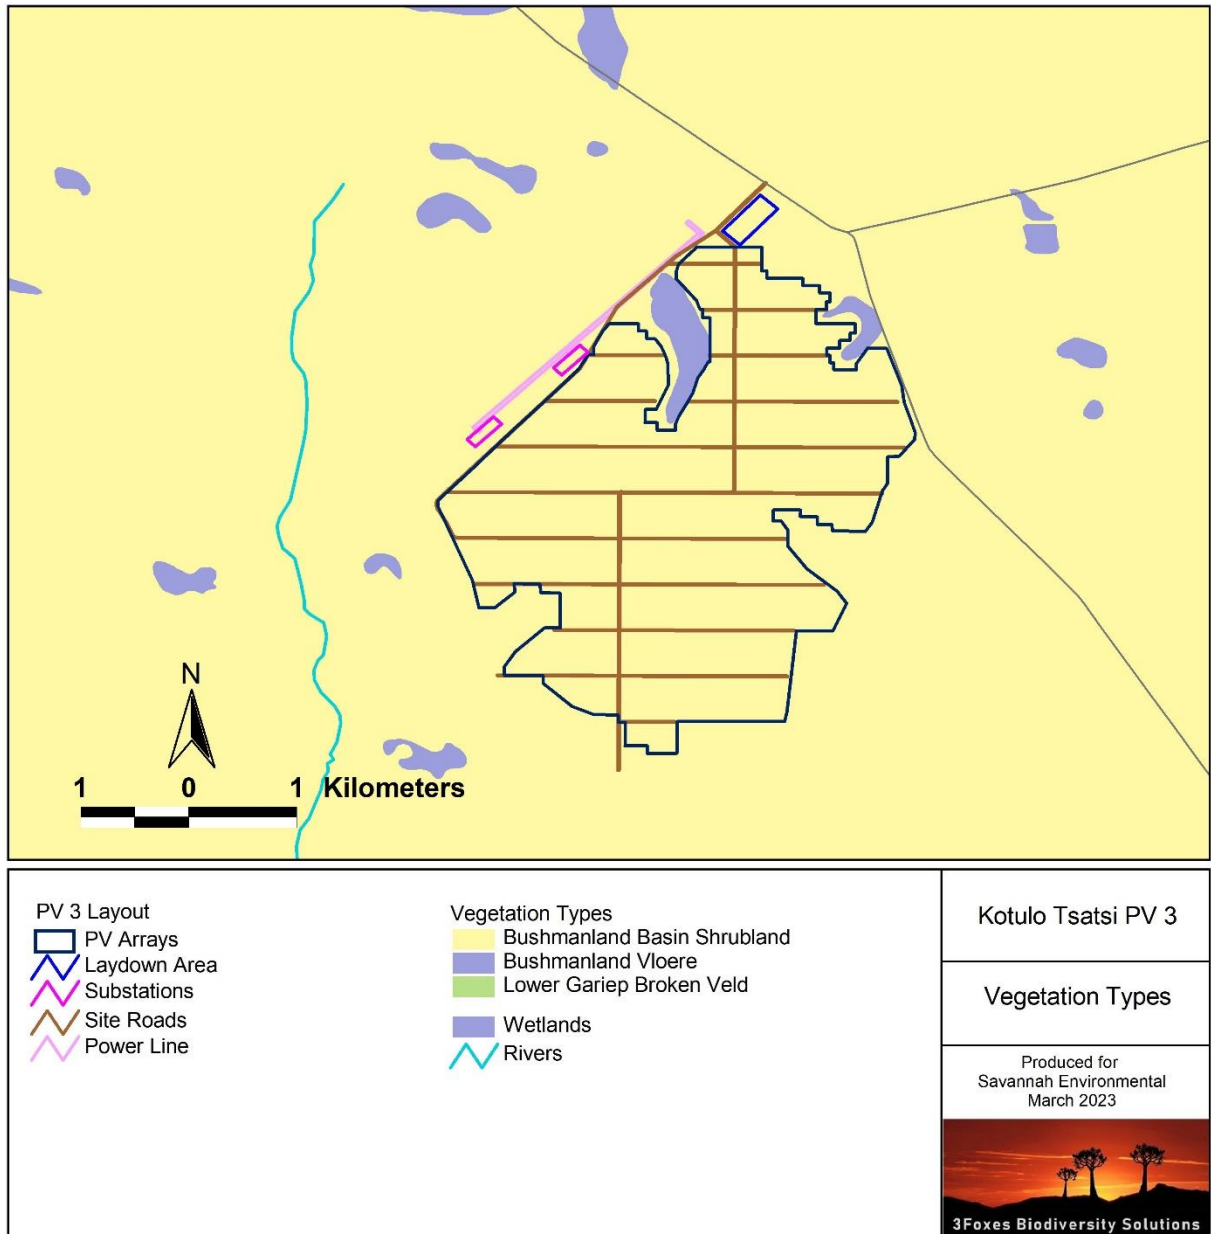 N
1 0 1 Kilometers
PV 3 Layout
PV Arrays
Laydown Area
Substations
Site Roads
Power Line
Vegetation Types
Bushmanland Basin Shrubland
Bushmanland Vloere
Lower Gariep Broken Veld
Wetlands
Rivers
Kotulo Tsatsi PV 3
Vegetation Types
Produced for
Savannah Environmental
March 2023
3Foxes Biodiversity Solutions